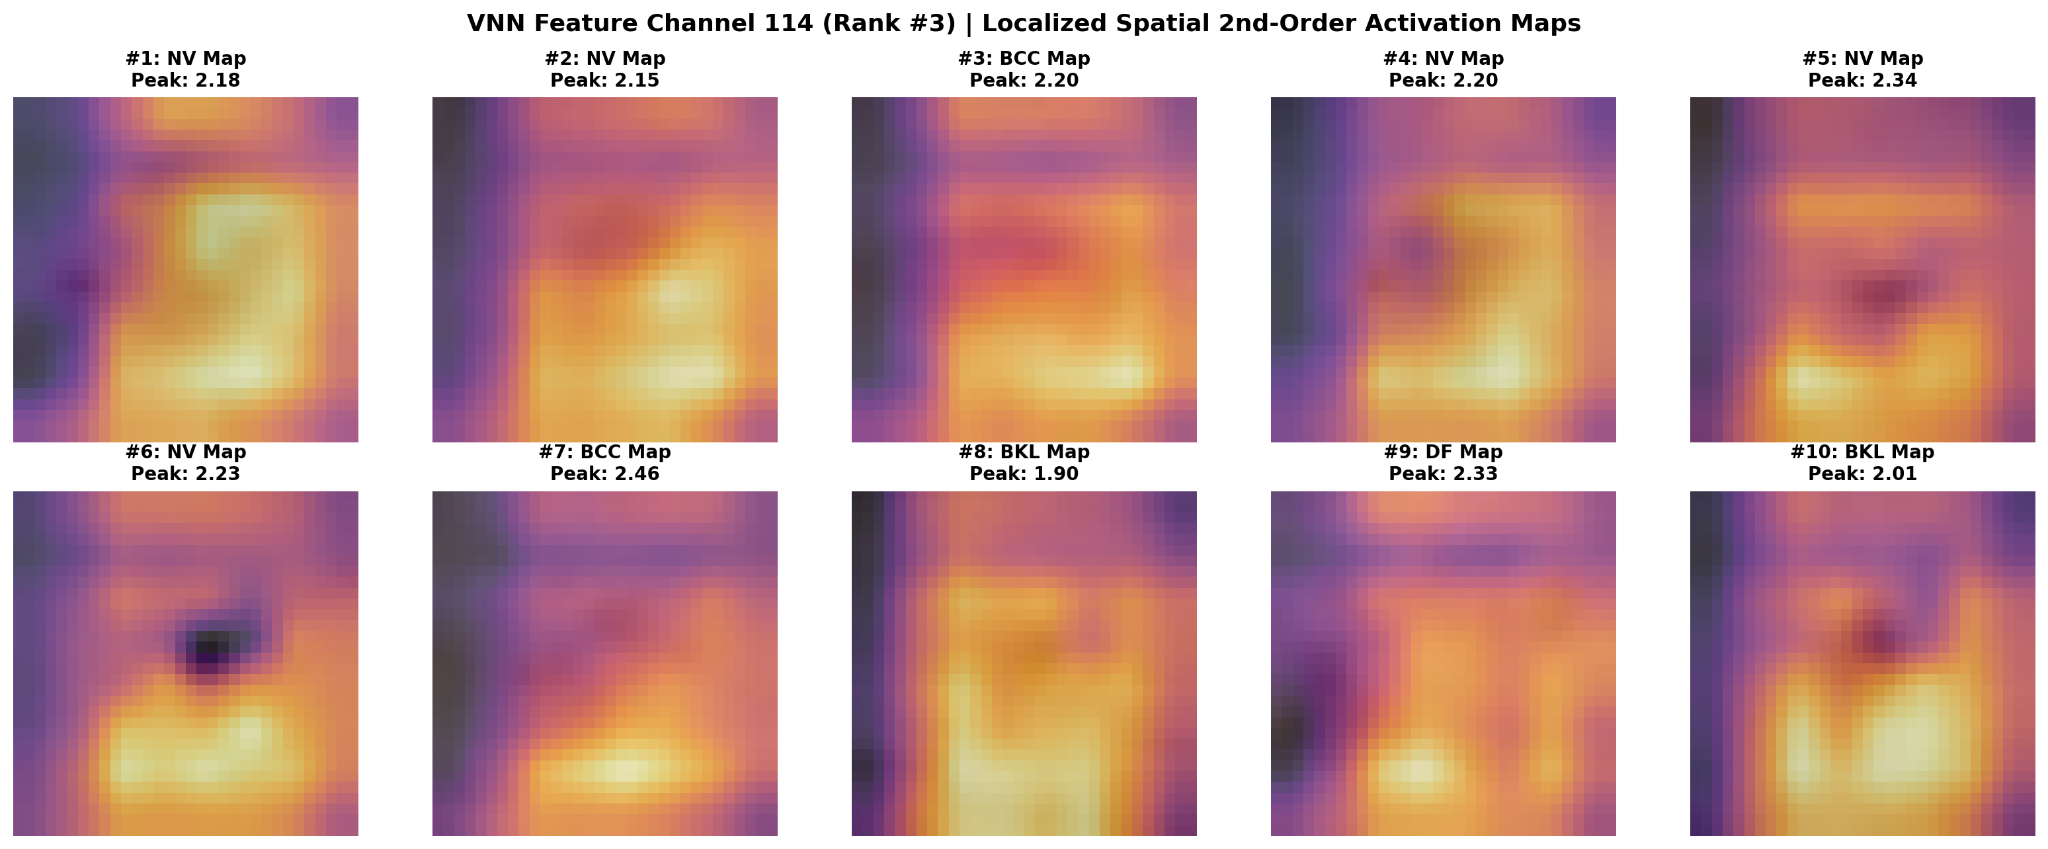 VNN Feature Channel 114 (Rank #3) | Localized Spatial 2nd-Order Activation Maps
#1: NV Map
Peak: 2.18
#2: NV Map
Peak: 2.15
#3: BCC Map
Peak: 2.20
#4: NV Map
Peak: 2.20
#5: NV Map
Peak: 2.34
#6: NV Map
Peak: 2.23
#7: BCC Map
Peak: 2.46
#8: BKL Map
Peak: 1.90
#9: DF Map
Peak: 2.33
#10: BKL Map
Peak: 2.01